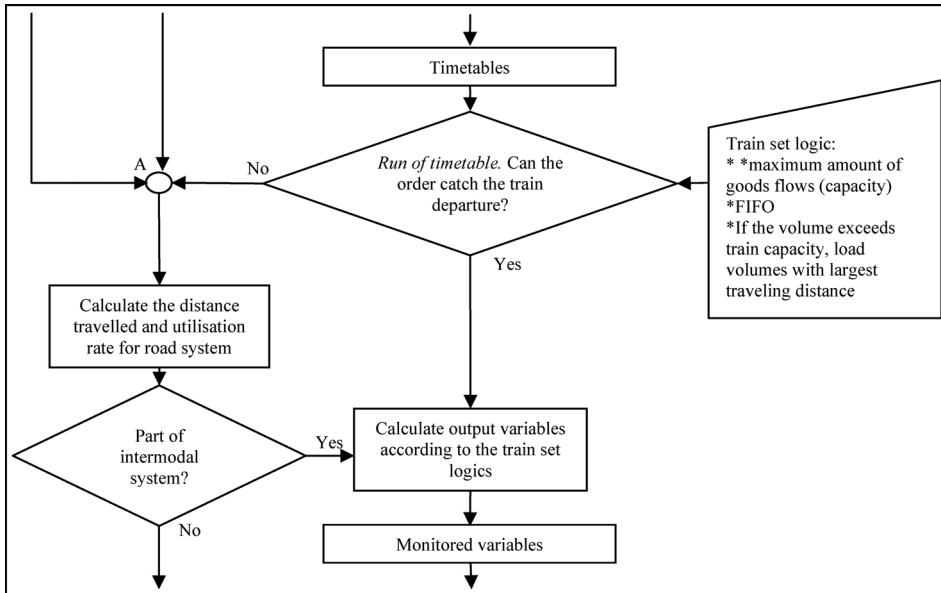 Timetables
A
No
Run of timetable. Can the
order catch the train
departure?
Train set logic:
* *maximum amount of
goods flows (capacity)
*FIFO
*If the volume exceeds
train capacity, load
volumes with largest
traveling distance
Yes
Calculate the distance
travelled and utilisation
rate for road system
Part of
intermodal
system?
Yes
Calculate output variables
according to the train set
logics
No
Monitored variables